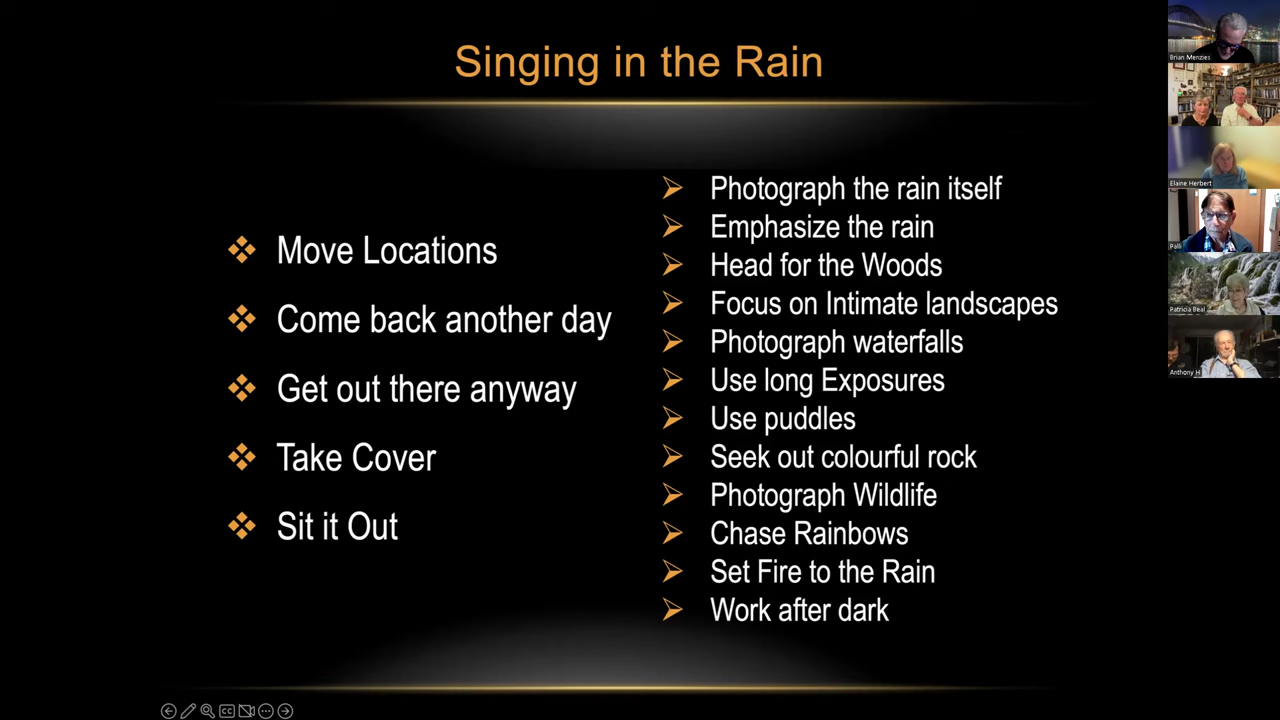 Singing in the Rain
Move Locations
Come back another day
Get out there anyway
Take Cover
Sit it Out
Photograph the rain itself
Emphasize the rain
Head for the Woods
Focus on Intimate landscapes
Photograph waterfalls
Use long Exposures
Use puddles
Seek out colourful rock
Photograph Wildlife
Chase Rainbows
Set Fire to the Rain
Work after dark
Brian Menzies
Elaine Herbert
Palli
Patricia Beal
Anthony H
CC